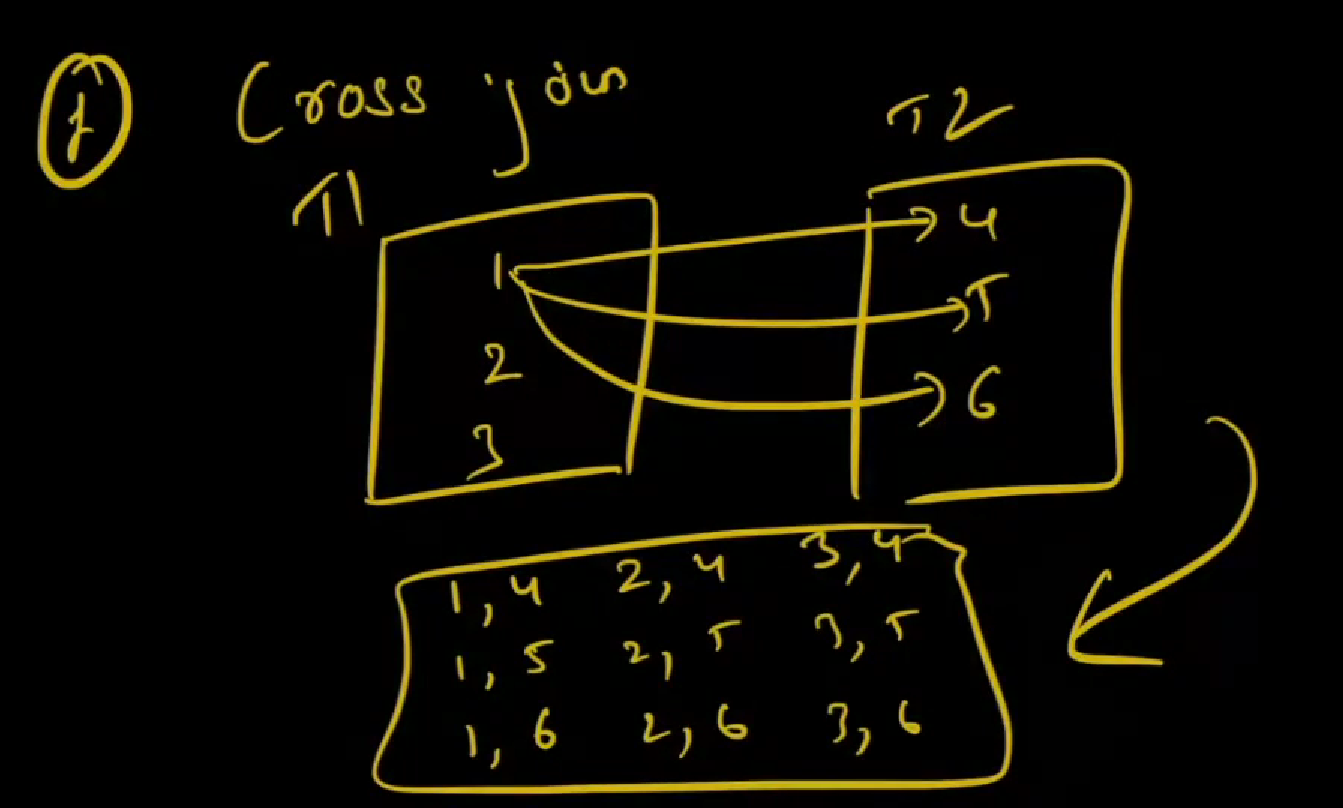 f Cross join
T1 T2
1 4
2 5
3 6
1, 4 2, 4 3, 4
1, 5 2, 5 3, 5
1, 6 2, 6 3, 6